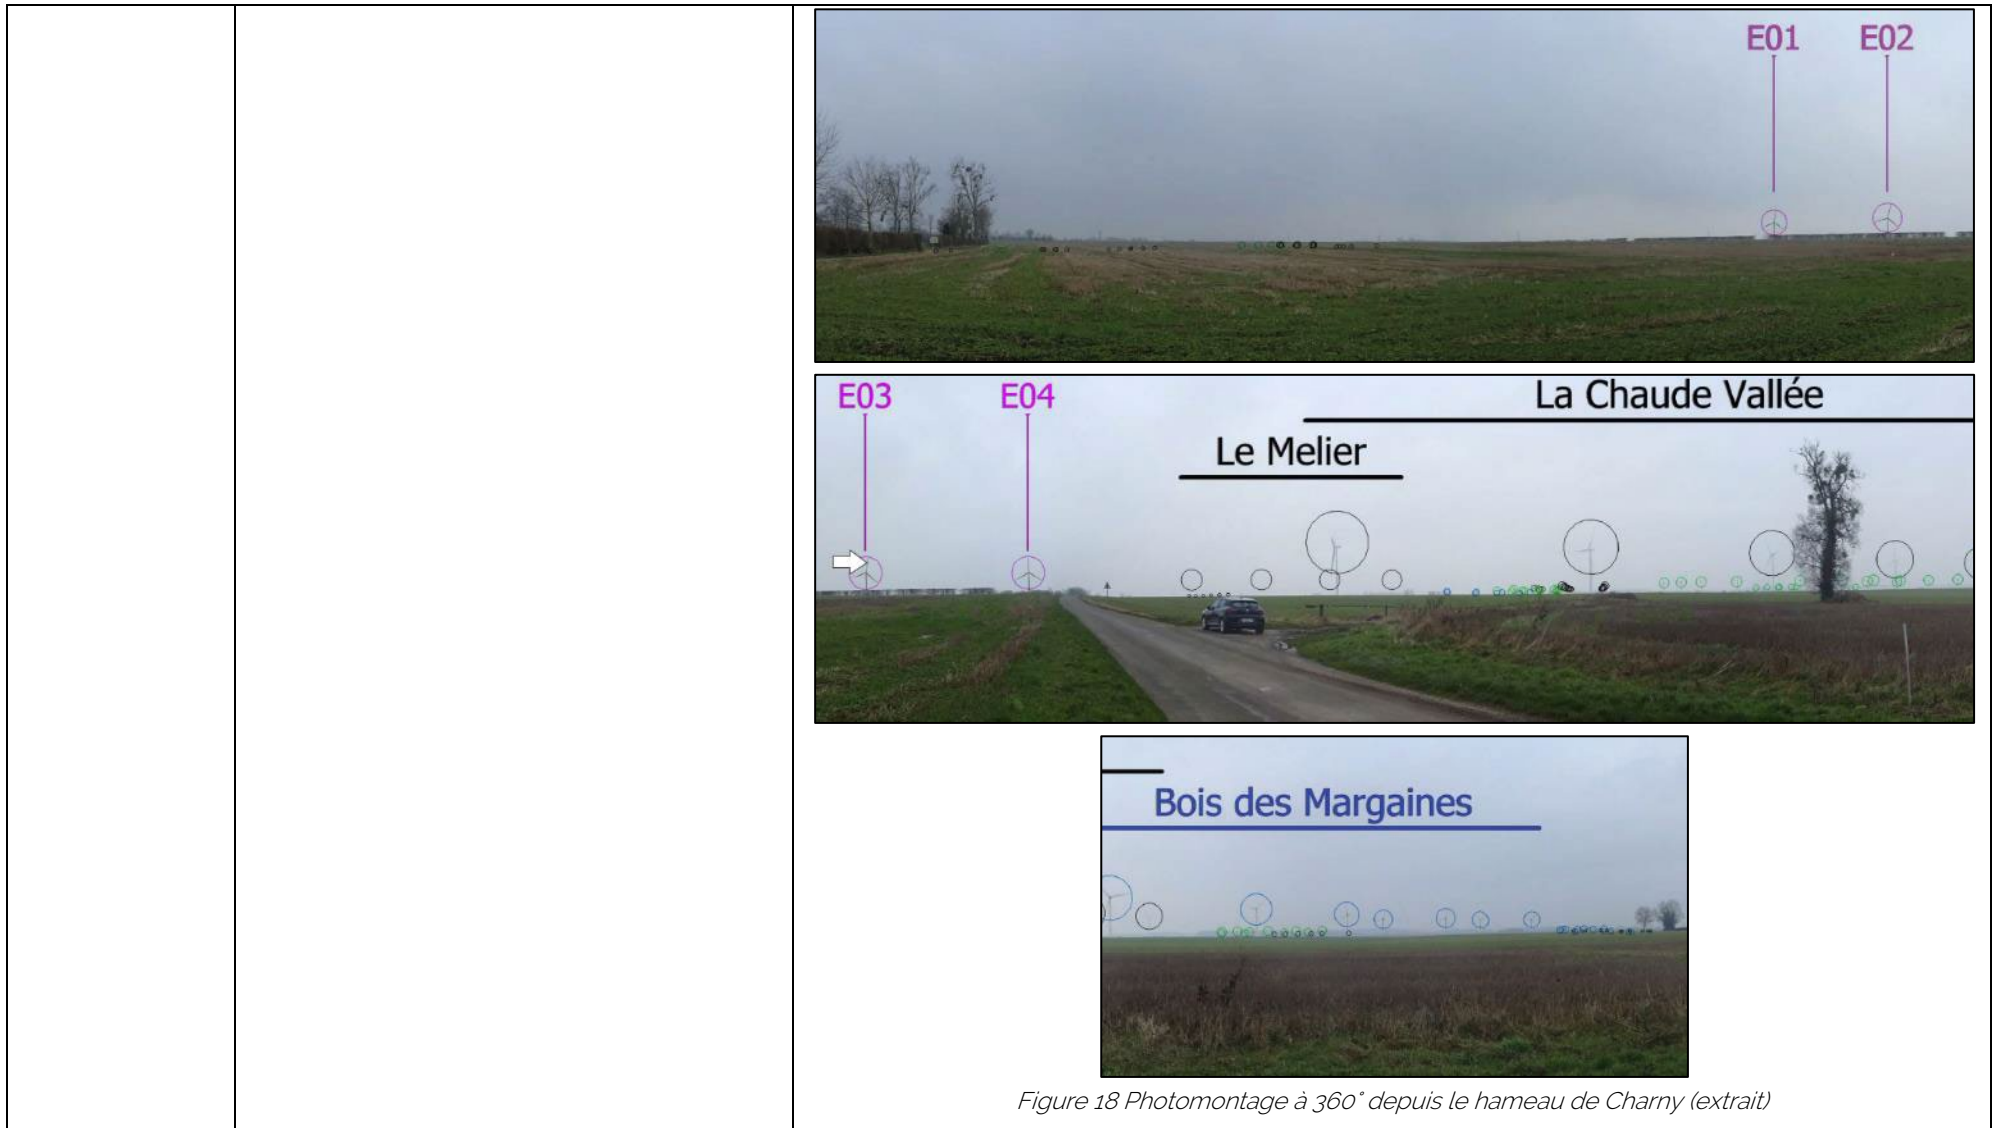 E01 E02
E03 E04
La Chaude Vallée
Le Melier
Bois des Margaines
Figure 18 Photomontage à 360° depuis le hameau de Charny (extrait)